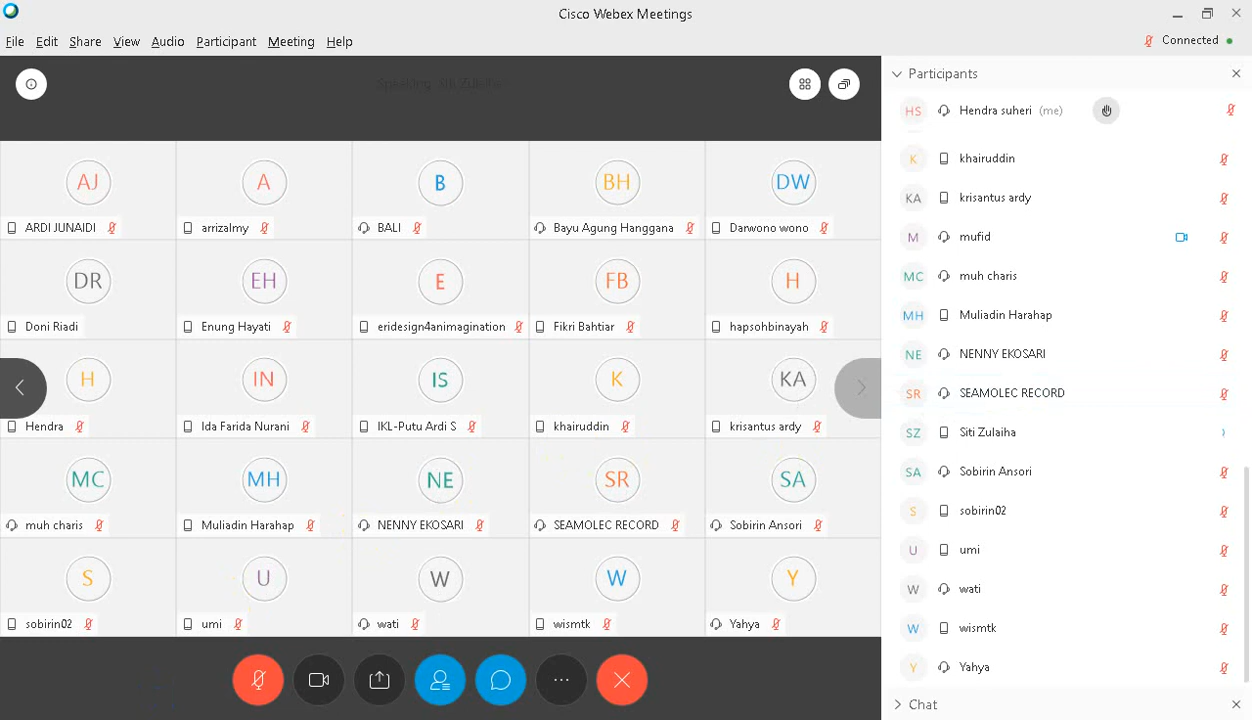 Cisco Webex Meetings
File Edit Share View Audio Participant Meeting Help
Connected
Participants
AJ A B BH DW
ARDI JUNAIDI arrizalmy BALI Bayu Agung Hanggana Darwono wono
DR EH E FB H
Doni Riadi Enung Hayati eridesign4animagination Fikri Bahtiar hapsohbinayah
H IN IS K KA
Hendra Ida Farida Nurani IKL-Putu Ardi S khairuddin krisantus ardy
MC MH NE SR SA
muh charis Muliadin Harahap NENNY EKOSARI SEAMOLEC RECORD Sobirin Ansori
S U W W Y
sobirin02 umi wati wismtk Yahya
HS Hendra suheri (me)
K khairuddin
KA krisantus ardy
M mufid
MC muh charis
MH Muliadin Harahap
NE NENNY EKOSARI
SR SEAMOLEC RECORD
SZ Siti Zulaiha
SA Sobirin Ansori
S sobirin02
U umi
W wati
W wismtk
Y Yahya
Chat